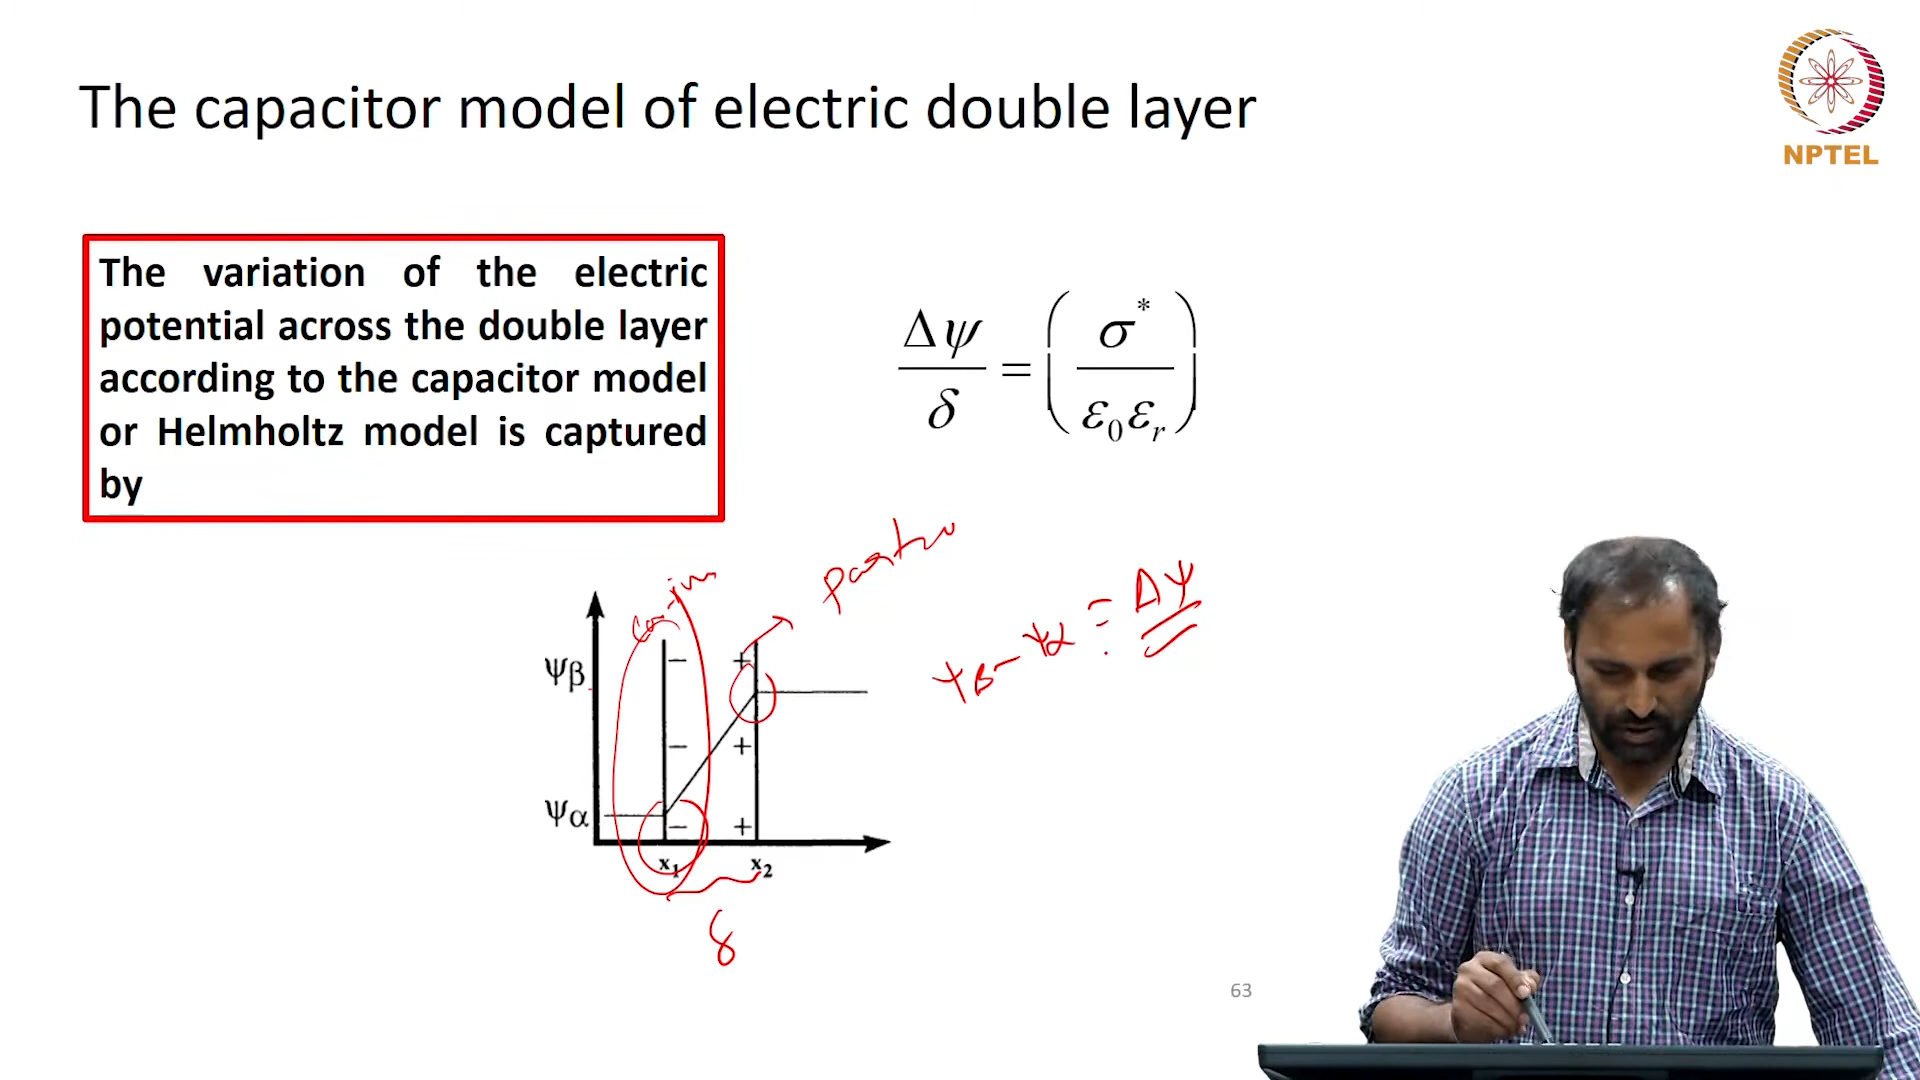 The capacitor model of electric double layer
NPTEL
The variation of the electric
potential across the double layer
according to the capacitor model
or Helmholtz model is captured
by
Δψ/δ = (σ*/ε₀εᵣ)
ψβ − ψα = Δψ
ψβ
− +
− +
ψα
− +
x₁ x₂
δ
63